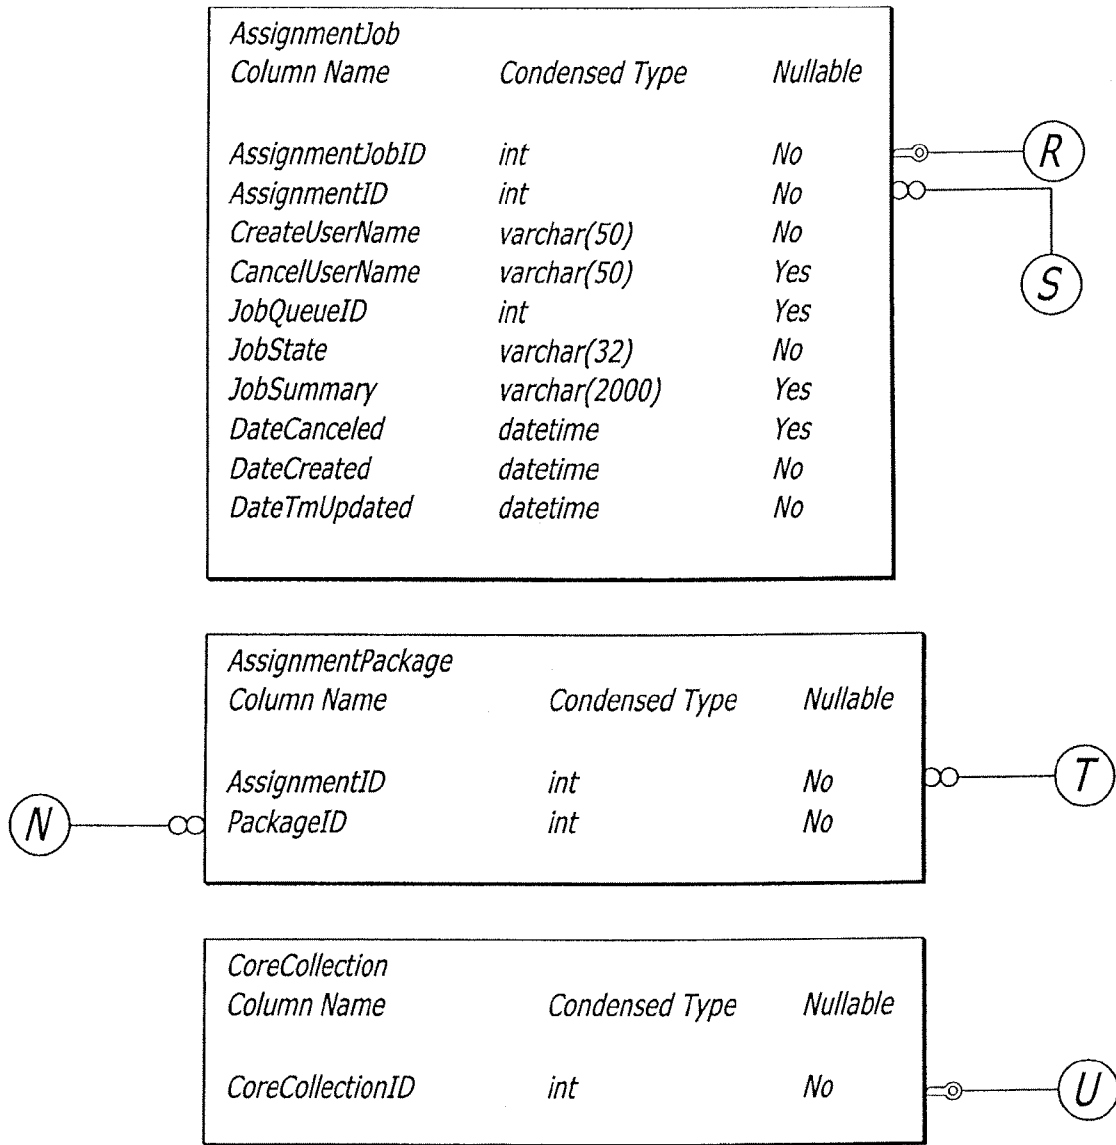 AssignmentJob
Column Name Condensed Type Nullable
AssignmentJobID int No
R
AssignmentID int No
CreateUserName varchar(50) No
CancelUserName varchar(50) Yes
S
JobQueueID int Yes
JobState varchar(32) No
JobSummary varchar(2000) Yes
DateCanceled datetime Yes
DateCreated datetime No
DateTmUpdated datetime No
AssignmentPackage
Column Name Condensed Type Nullable
AssignmentID int No
T
N
PackageID int No
CoreCollection
Column Name Condensed Type Nullable
CoreCollectionID int No
U